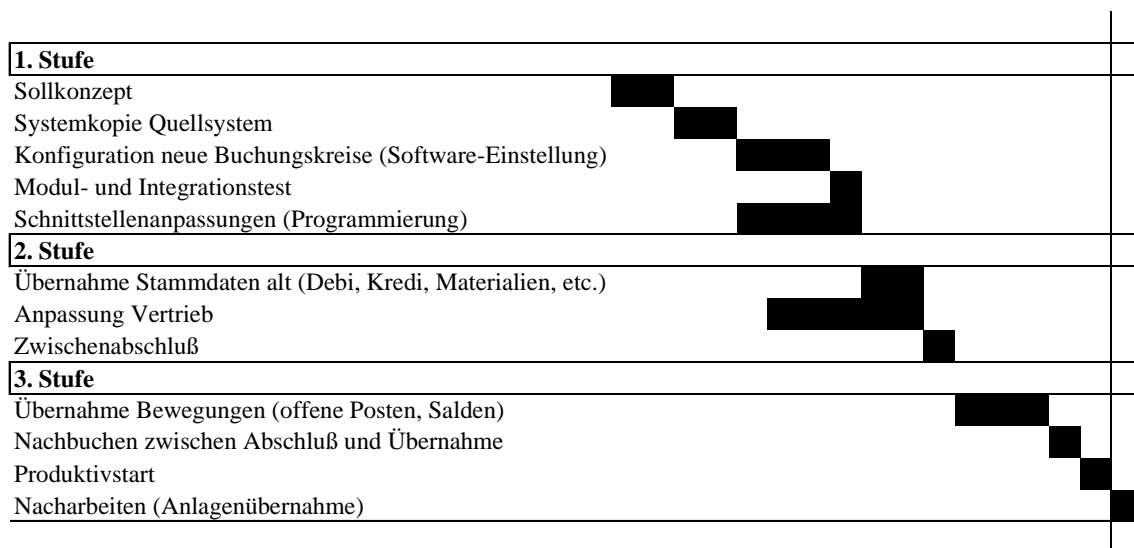 1. Stufe
Sollkonzept
Systemkopie Quellsystem
Konfiguration neue Buchungskreise (Software-Einstellung)
Modul- und Integrationstest
Schnittstellenanpassungen (Programmierung)
2. Stufe
Übernahme Stammdaten alt (Debi, Kredi, Materialien, etc.)
Anpassung Vertrieb
Zwischenabschluß
3. Stufe
Übernahme Bewegungen (offene Posten, Salden)
Nachbuchen zwischen Abschluß und Übernahme
Produktivstart
Nacharbeiten (Anlagenübernahme)